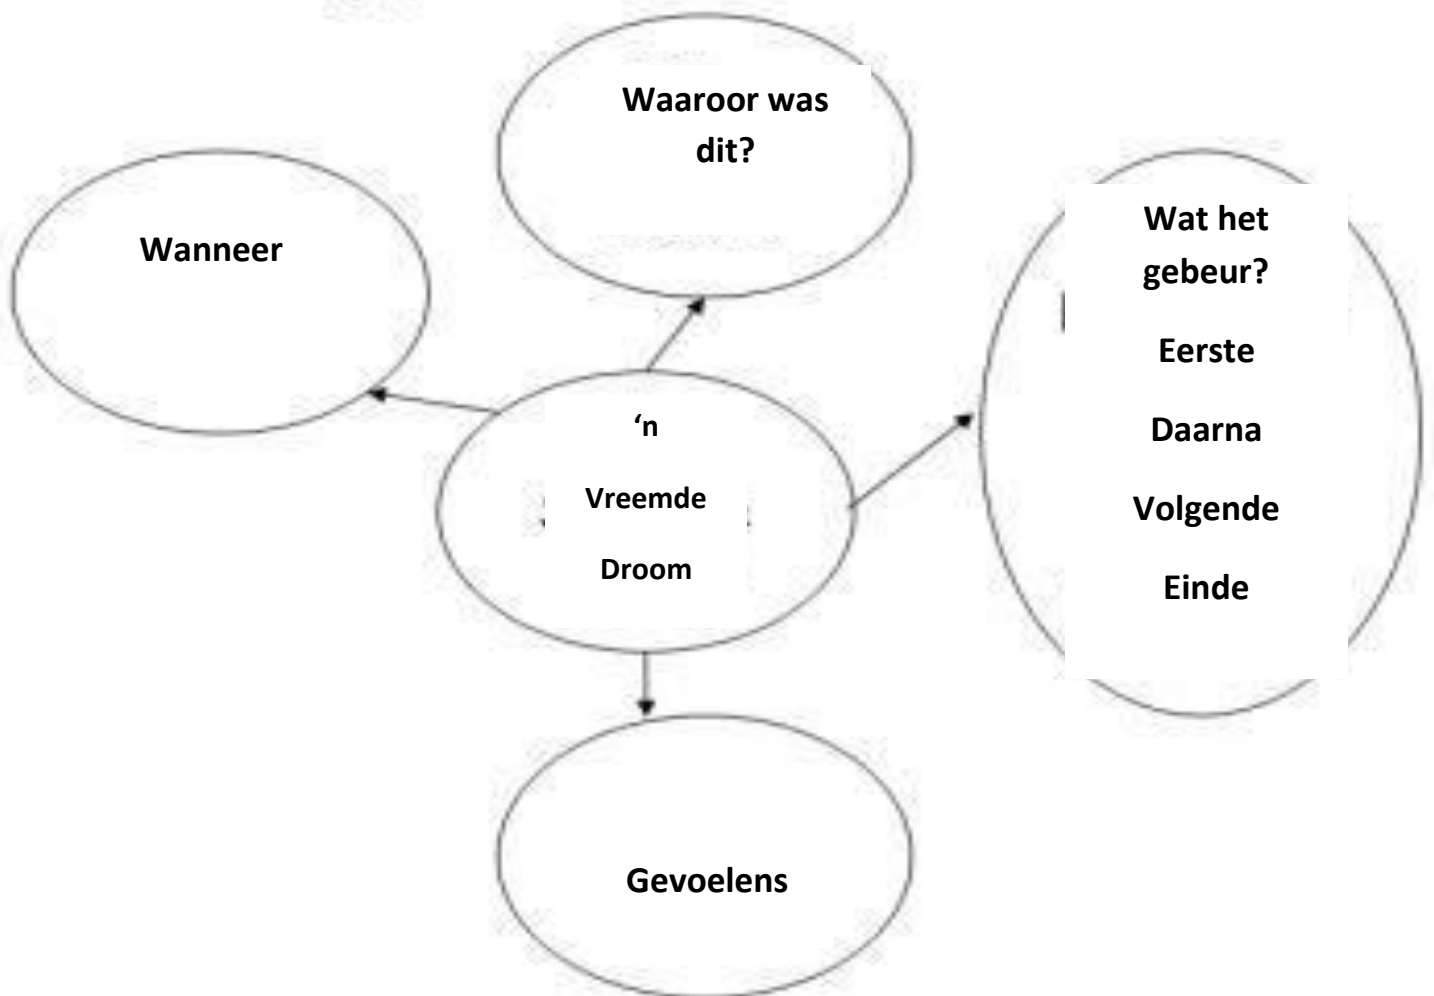 Waaroor was
dit?
Wanneer
Wat het
gebeur?
Eerste
Daarna
Volgende
Einde
‘n
Vreemde
Droom
Gevoelens